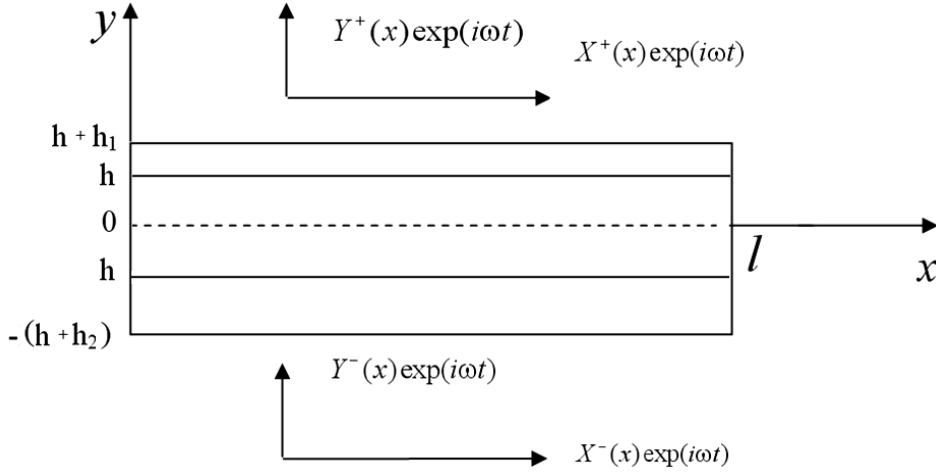 y
Y⁺(x)exp(iωt)
X⁺(x)exp(iωt)
h + h₁
h
0
h
l
x
-(h +h₂)
Y⁻(x)exp(iωt)
X⁻(x)exp(iωt)